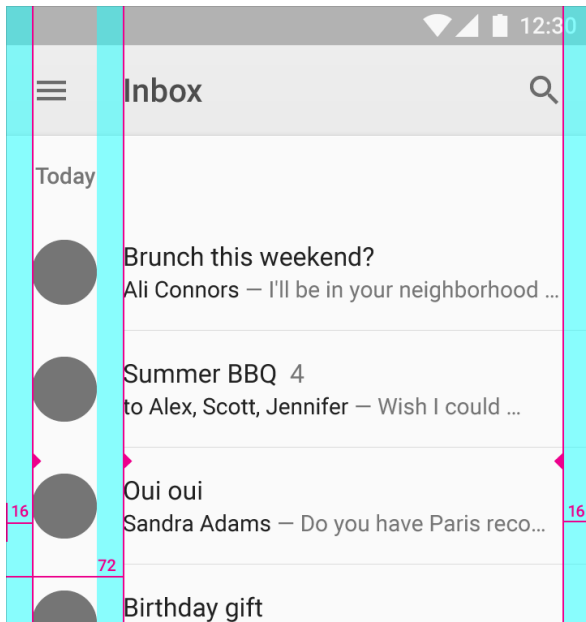 12:30
Inbox
Today
Brunch this weekend?
Ali Connors — I'll be in your neighborhood ...
Summer BBQ 4
to Alex, Scott, Jennifer — Wish I could ...
Oui oui
Sandra Adams — Do you have Paris reco...
16
16
72
Birthday gift